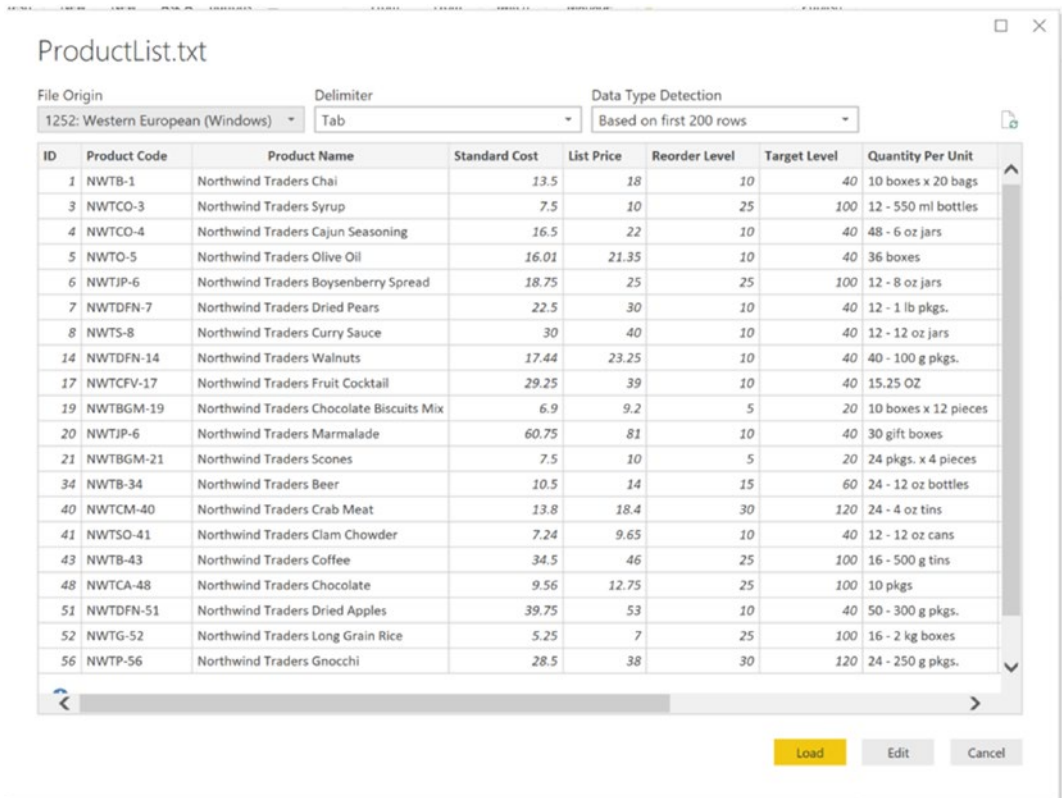 ProductList.txt
File Origin Delimiter Data Type Detection
1252: Western European (Windows) Tab Based on first 200 rows
ID Product Code Product Name Standard Cost List Price Reorder Level Target Level Quantity Per Unit
1 NWTB-1 Northwind Traders Chai 13.5 18 10 40 10 boxes x 20 bags
3 NWTCO-3 Northwind Traders Syrup 7.5 10 25 100 12 - 550 ml bottles
4 NWTCO-4 Northwind Traders Cajun Seasoning 16.5 22 10 40 48 - 6 oz jars
5 NWTO-5 Northwind Traders Olive Oil 16.01 21.35 10 40 36 boxes
6 NWTJP-6 Northwind Traders Boysenberry Spread 18.75 25 25 100 12 - 8 oz jars
7 NWTDFN-7 Northwind Traders Dried Pears 22.5 30 10 40 12 - 1 lb pkgs.
8 NWTS-8 Northwind Traders Curry Sauce 30 40 10 40 12 - 12 oz jars
14 NWTDFN-14 Northwind Traders Walnuts 17.44 23.25 10 40 40 - 100 g pkgs.
17 NWTCFV-17 Northwind Traders Fruit Cocktail 29.25 39 10 40 15.25 OZ
19 NWTBGM-19 Northwind Traders Chocolate Biscuits Mix 6.9 9.2 5 20 10 boxes x 12 pieces
20 NWTJP-6 Northwind Traders Marmalade 60.75 81 10 40 30 gift boxes
21 NWTBGM-21 Northwind Traders Scones 7.5 10 5 20 24 pkgs. x 4 pieces
34 NWTB-34 Northwind Traders Beer 10.5 14 15 60 24 - 12 oz bottles
40 NWTCM-40 Northwind Traders Crab Meat 13.8 18.4 30 120 24 - 4 oz tins
41 NWTSO-41 Northwind Traders Clam Chowder 7.24 9.65 10 40 12 - 12 oz cans
43 NWTB-43 Northwind Traders Coffee 34.5 46 25 100 16 - 500 g tins
48 NWTCA-48 Northwind Traders Chocolate 9.56 12.75 25 100 10 pkgs
51 NWTDFN-51 Northwind Traders Dried Apples 39.75 53 10 40 50 - 300 g pkgs.
52 NWTG-52 Northwind Traders Long Grain Rice 5.25 7 25 100 16 - 2 kg boxes
56 NWTP-56 Northwind Traders Gnocchi 28.5 38 30 120 24 - 250 g pkgs.
Load Edit Cancel